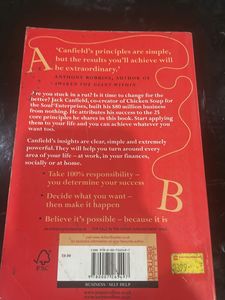 A
'Canfield's principles are simple,
but the results you'll achieve will
be extraordinary.'
ANTHONY ROBBINS, AUTHOR OF
AWAKEN THE GIANT WITHIN
Are you stuck in a rut? Is it time to change for the
better? Jack Canfield, co-creator of Chicken Soup for
the Soul®, built his $80 million business
from nothing. He attributes his success to the 25
core principles he shares in this book. Start applying
them to your life and you can achieve whatever you
want too.
Canfield's insights are clear, simple and extremely
powerful. They will help you turn around every
area of your life – at work, in your finances,
socially or at home.
• Take 100% responsibility –
you determine your success
B
• Decide what you want –
then make it happen
• Believe it's possible – because it is
FSC
BUSINESS / SELF HELP